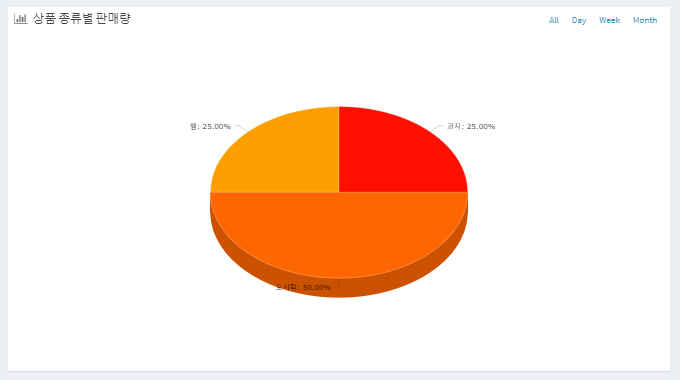 상품 종류별 판매량
All Day Week Month
햄: 25.00%
과자: 25.00%
도시락: 50.00%